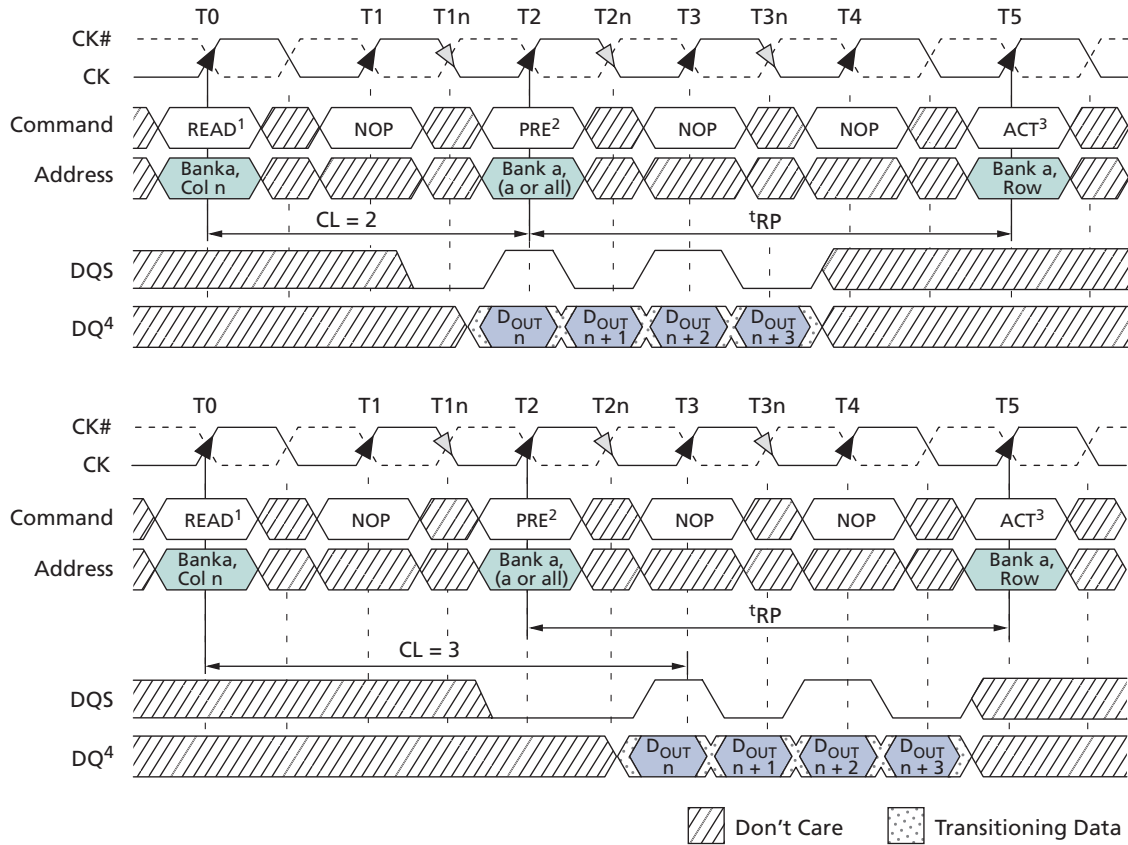 T0 T1 T1n T2 T2n T3 T3n T4 T5
CK#
CK
Command READ1 NOP PRE2 NOP NOP ACT3
Address Banka, Col n Bank a, (a or all) Bank a, Row
CL = 2 tRP
DQS
DQ4 DOUT n DOUT n + 1 DOUT n + 2 DOUT n + 3
T0 T1 T1n T2 T2n T3 T3n T4 T5
CK#
CK
Command READ1 NOP PRE2 NOP NOP ACT3
Address Banka, Col n Bank a, (a or all) Bank a, Row
tRP
CL = 3
DQS
DQ4 DOUT n DOUT n + 1 DOUT n + 2 DOUT n + 3
Don't Care Transitioning Data